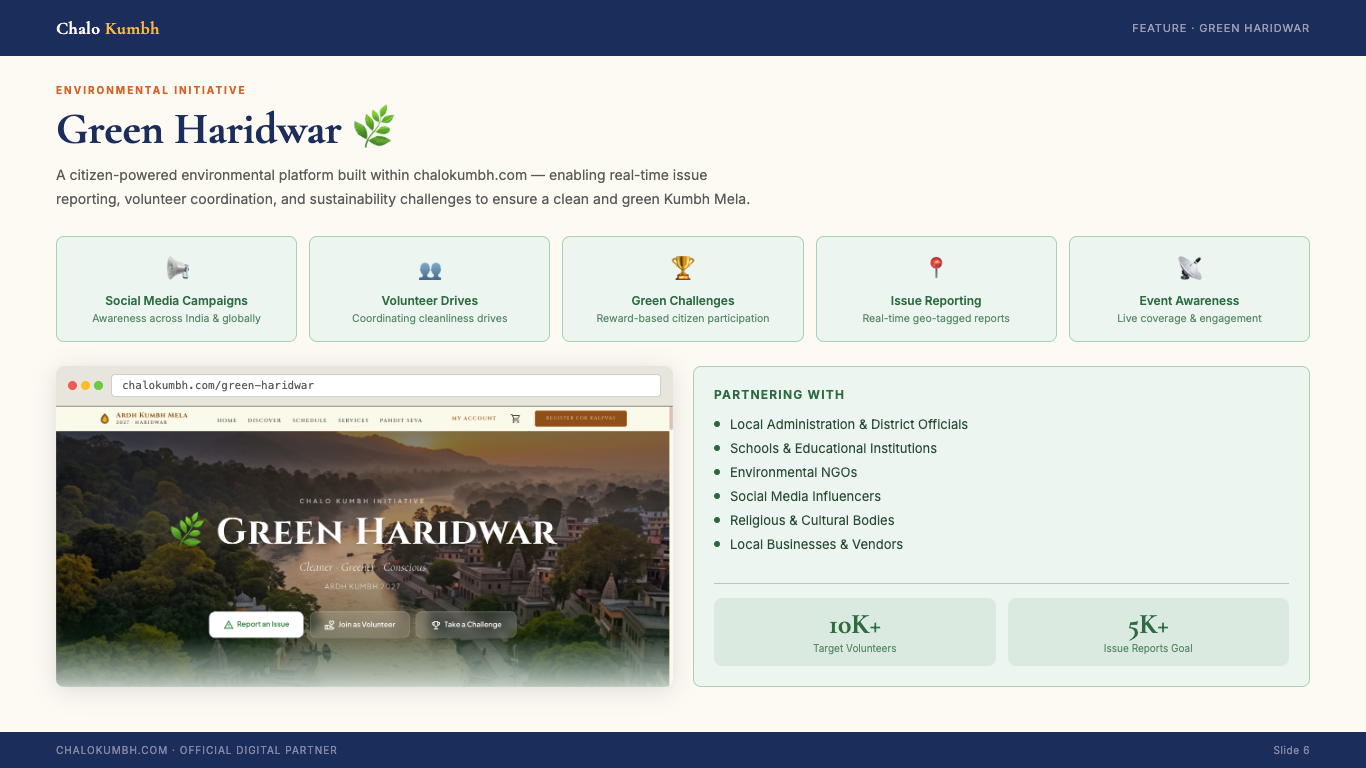 Chalo Kumbh
FEATURE · GREEN HARIDWAR
ENVIRONMENTAL INITIATIVE
Green Haridwar
A citizen-powered environmental platform built within chalokumbh.com — enabling real-time issue
reporting, volunteer coordination, and sustainability challenges to ensure a clean and green Kumbh Mela.
Social Media Campaigns
Awareness across India & globally
Volunteer Drives
Coordinating cleanliness drives
Green Challenges
Reward-based citizen participation
Issue Reporting
Real-time geo-tagged reports
Event Awareness
Live coverage & engagement
chalokumbh.com/green-haridwar
ARDH KUMBH MELA
2027 · HARIDWAR
HOME DISCOVER SCHEDULE SERVICES PANDIT SEVA MY ACCOUNT REGISTER FOR KALPVAS
CHALO KUMBH INITIATIVE
GREEN HARIDWAR
Cleaner · Greener · Conscious
ARDH KUMBH 2027
Report an Issue
Join as Volunteer
Take a Challenge
PARTNERING WITH
Local Administration & District Officials
Schools & Educational Institutions
Environmental NGOs
Social Media Influencers
Religious & Cultural Bodies
Local Businesses & Vendors
10K+
Target Volunteers
5K+
Issue Reports Goal
CHALOKUMBH.COM · OFFICIAL DIGITAL PARTNER
Slide 6